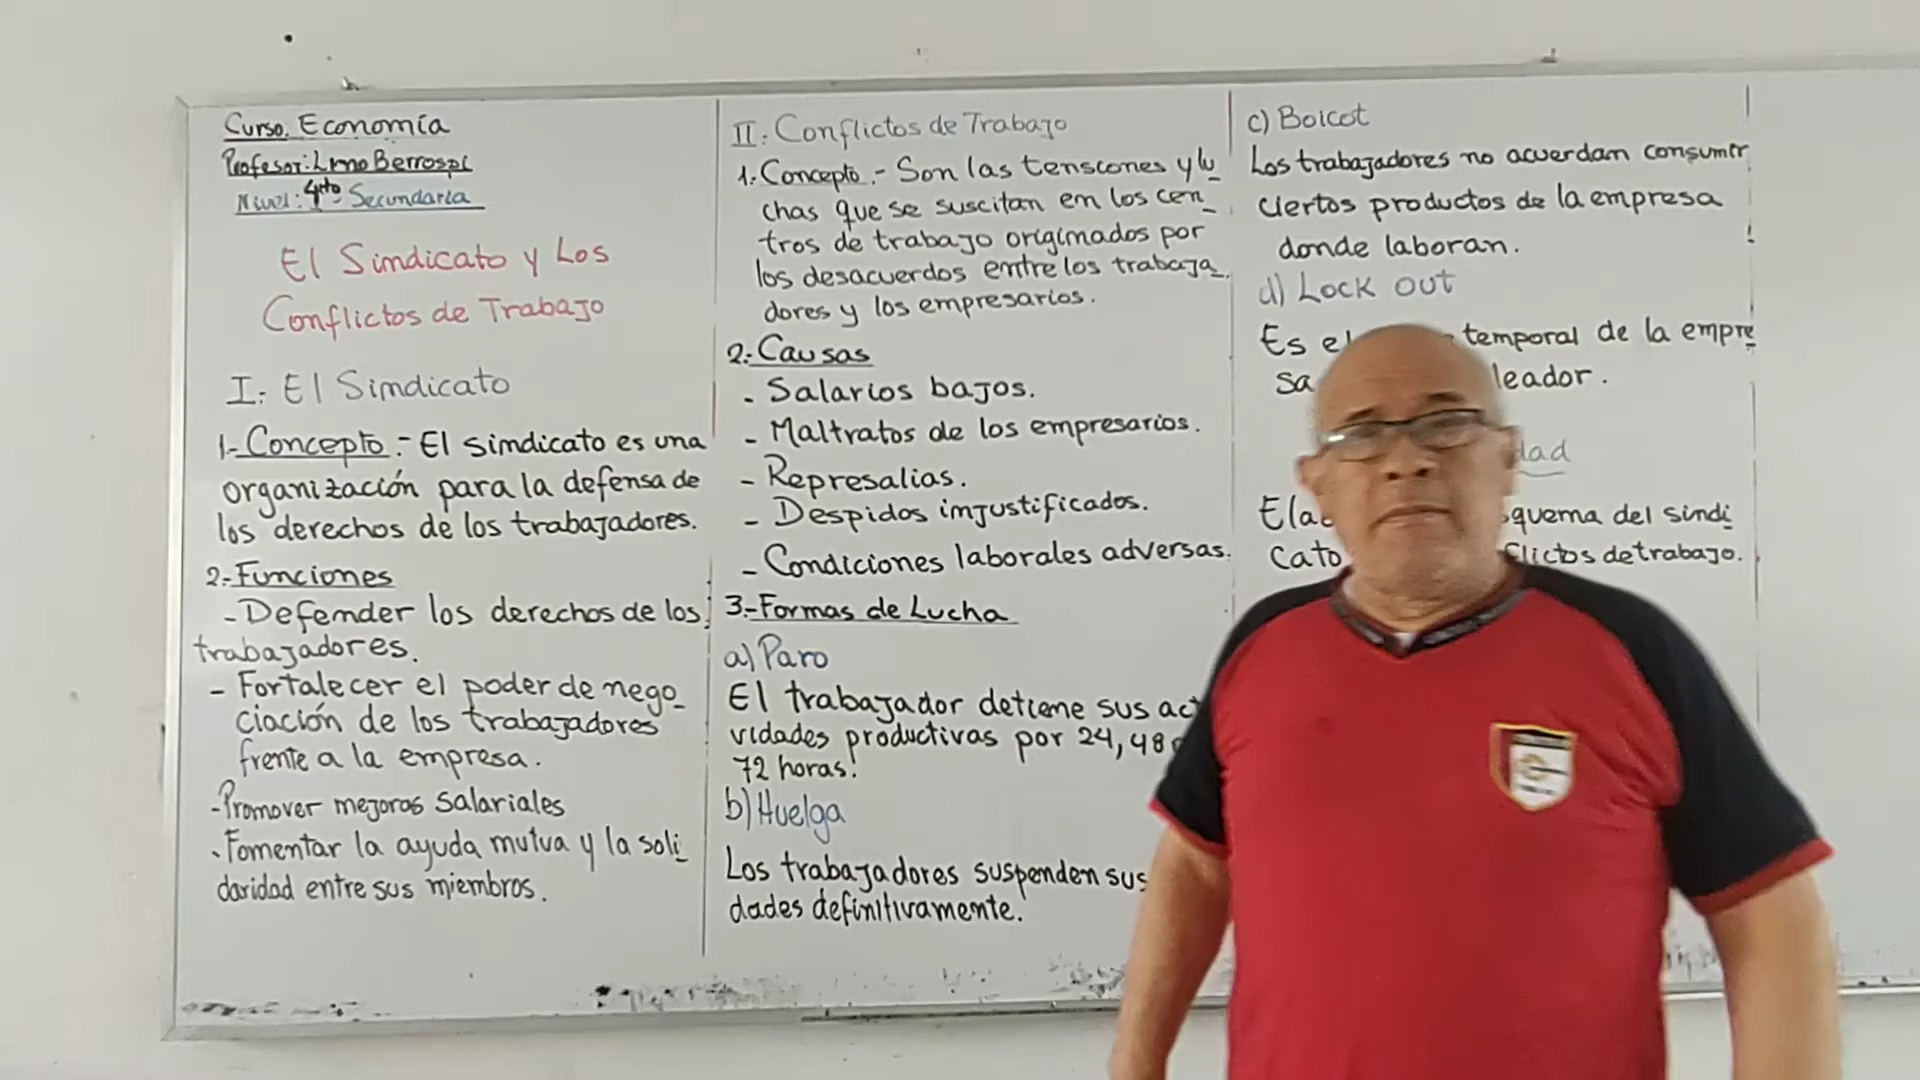 Curso. Economía
Profesor: Lino Berrospi
Nivel: 4to Secundaria
El Sindicato y Los
Conflictos de Trabajo
I. El Sindicato
1.- Concepto.- El sindicato es una
organización para la defensa de
los derechos de los trabajadores.
2.- Funciones
- Defender los derechos de los
trabajadores.
- Fortalecer el poder de nego_
ciación de los trabajadores
frente a la empresa.
- Promover mejoras salariales
- Fomentar la ayuda mutua y la soli_
daridad entre sus miembros.
II. Conflictos de Trabajo
1.- Concepto.- Son las tensiones y lu_
chas que se suscitan en los cen_
tros de trabajo originados por
los desacuerdos entre los trabaja_
dores y los empresarios.
2.- Causas
- Salarios bajos.
- Maltratos de los empresarios.
- Represalias.
- Despidos injustificados.
- Condiciones laborales adversas.
3.- Formas de Lucha
a) Paro
El trabajador detiene sus act
vidades productivas por 24, 48
72 horas.
b) Huelga
Los trabajadores suspenden sus
dades definitivamente.
c) Boicot
Los trabajadores no acuerdan consumir
ciertos productos de la empresa
donde laboran.
d) Lock out
Es el temporal de la empre_
sa leador.
dad
Ela squema del sindi_
cato flictos de trabajo.